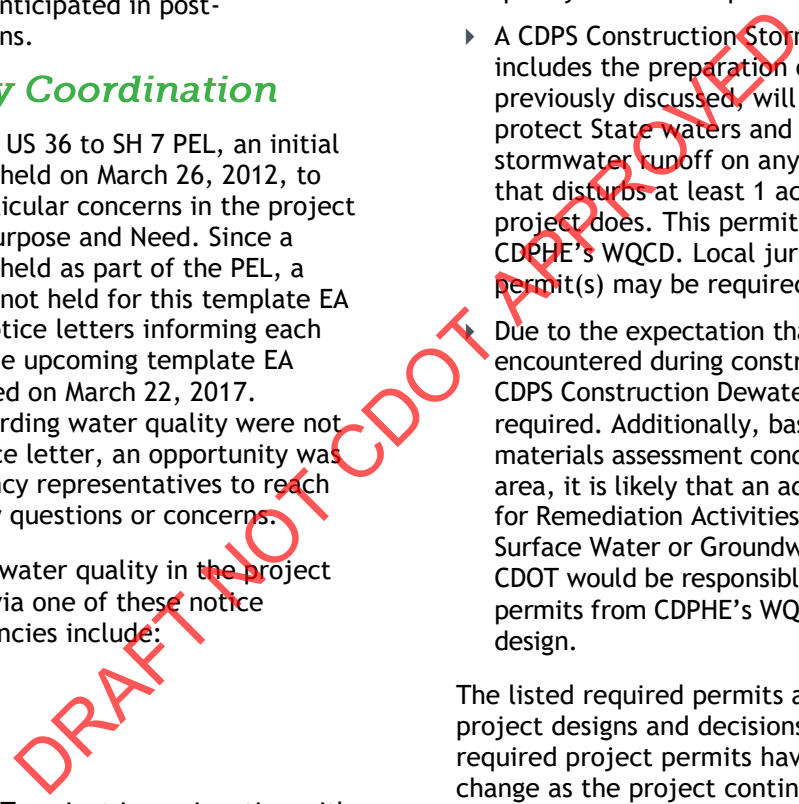 nticipated in post-
ns.
y Coordination
US 36 to SH 7 PEL, an initial
held on March 26, 2012, to
ticular concerns in the project
urpose and Need. Since a
held as part of the PEL, a
not held for this template EA
otice letters informing each
e upcoming template EA
ed on March 22, 2017.
rding water quality were not
ce letter, an opportunity was
ncy representatives to reach
y questions or concerns.
water quality in the project
via one of these notice
ncies include:
A CDPS Construction Storm
includes the preparation o
previously discussed, will
protect State waters and
stormwater runoff on any
that disturbs at least 1 ac
project does. This permit
CDPHE’s WQCD. Local jur
permit(s) may be required
Due to the expectation tha
encountered during constr
CDPS Construction Dewate
required. Additionally, bas
materials assessment conc
area, it is likely that an ac
for Remediation Activities
Surface Water or Groundw
CDOT would be responsibl
permits from CDPHE’s WQ
design.
The listed required permits a
project designs and decisions
required project permits hav
change as the project contin
DRAFT NOT CDOT APPROVED